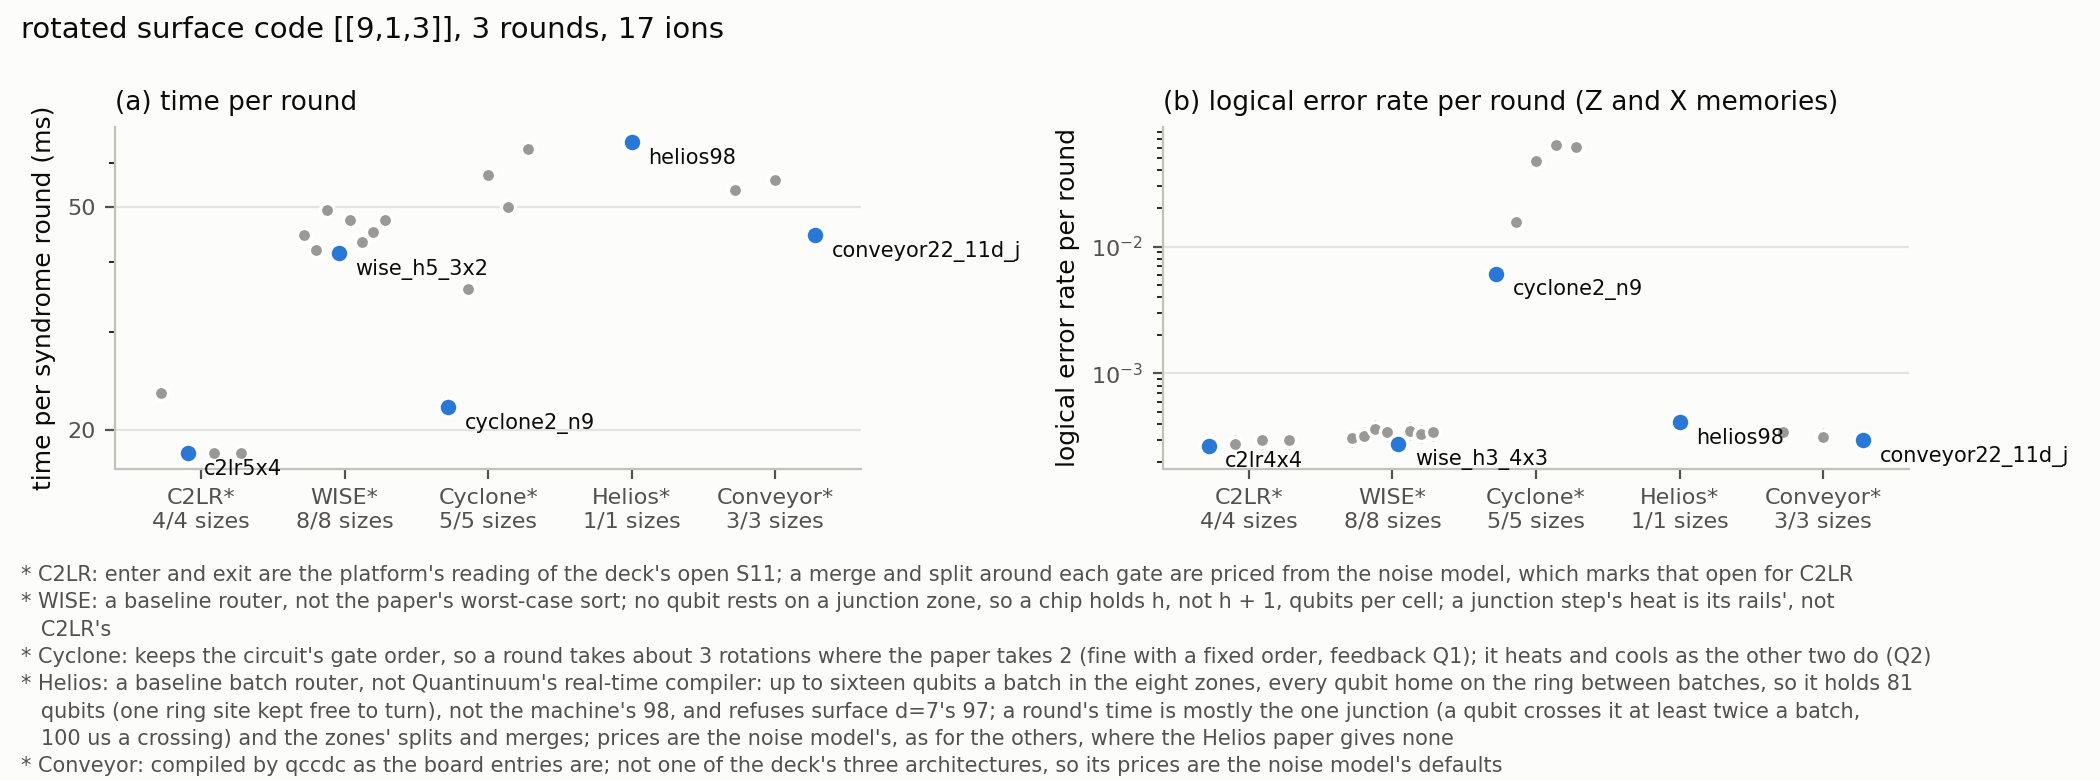 rotated surface code [[9,1,3]], 3 rounds, 17 ions
(a) time per round
time per syndrome round (ms)
50
20
helios98
conveyor22_11d_j
wise_h5_3x2
cyclone2_n9
c2lr5x4
C2LR*
4/4 sizes
WISE*
8/8 sizes
Cyclone*
5/5 sizes
Helios*
1/1 sizes
Conveyor*
3/3 sizes
(b) logical error rate per round (Z and X memories)
logical error rate per round
10⁻²
10⁻³
cyclone2_n9
helios98
conveyor22_11d_j
wise_h3_4x3
c2lr4x4
C2LR*
4/4 sizes
WISE*
8/8 sizes
Cyclone*
5/5 sizes
Helios*
1/1 sizes
Conveyor*
3/3 sizes
* C2LR: enter and exit are the platform's reading of the deck's open S11; a merge and split around each gate are priced from the noise model, which marks that open for C2LR
* WISE: a baseline router, not the paper's worst-case sort; no qubit rests on a junction zone, so a chip holds h, not h + 1, qubits per cell; a junction step's heat is its rails', not
C2LR's
* Cyclone: keeps the circuit's gate order, so a round takes about 3 rotations where the paper takes 2 (fine with a fixed order, feedback Q1); it heats and cools as the other two do (Q2)
* Helios: a baseline batch router, not Quantinuum's real-time compiler: up to sixteen qubits a batch in the eight zones, every qubit home on the ring between batches, so it holds 81
qubits (one ring site kept free to turn), not the machine's 98, and refuses surface d=7's 97; a round's time is mostly the one junction (a qubit crosses it at least twice a batch,
100 us a crossing) and the zones' splits and merges; prices are the noise model's, as for the others, where the Helios paper gives none
* Conveyor: compiled by qccdc as the board entries are; not one of the deck's three architectures, so its prices are the noise model's defaults